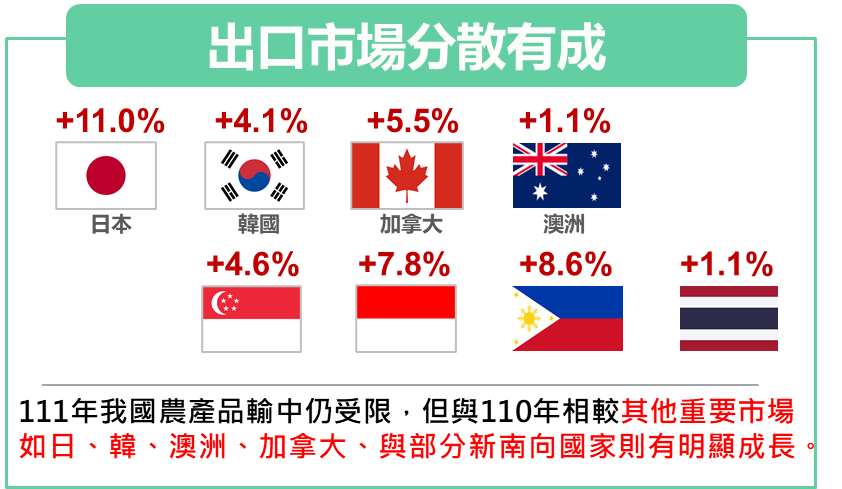 出口市場分散有成
+11.0% +4.1% +5.5% +1.1%
日本 韓國 加拿大 澳洲
+4.6% +7.8% +8.6% +1.1%
111年我國農產品輸中仍受限，但與110年相較其他重要市場
如日、韓、澳洲、加拿大、與部分新南向國家則有明顯成長。